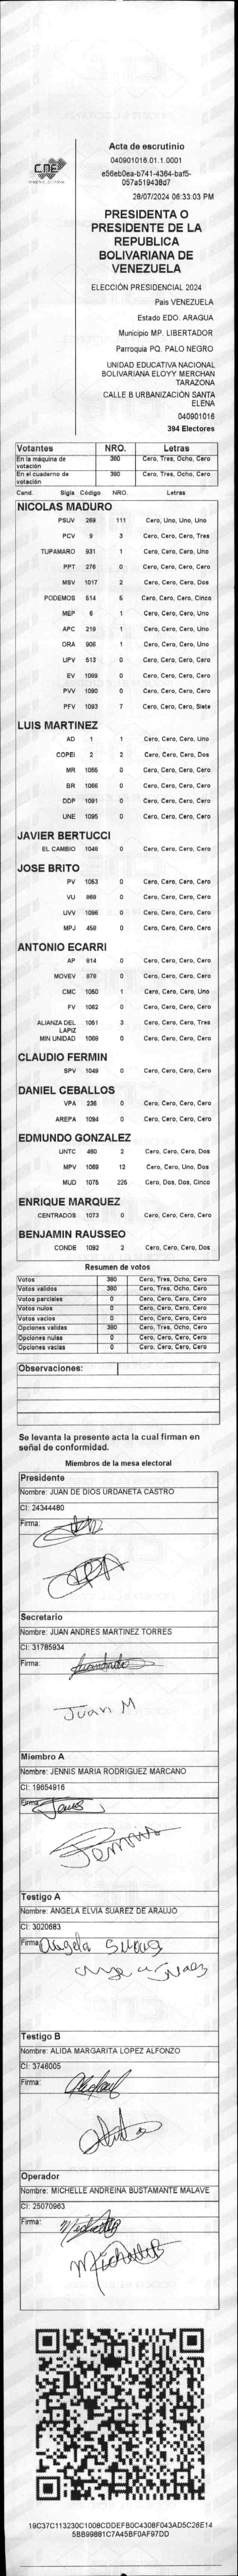 CNE
Acta de escrutinio
040901016.01.1.0001
e56eb0ea-b741-4364-baf5-
057a519438d7
28/07/2024 06:33:03 PM
PRESIDENTA O
PRESIDENTE DE LA
REPUBLICA
BOLIVARIANA DE
VENEZUELA
ELECCIÓN PRESIDENCIAL 2024
Pais VENEZUELA
Estado EDO. ARAGUA
Municipio MP. LIBERTADOR
Parroquia PQ. PALO NEGRO
UNIDAD EDUCATIVA NACIONAL
BOLIVARIANA ELOYY MERCHAN
TARAZONA
CALLE B URBANIZACIÓN SANTA
ELENA
040901016
394 Electores
Votantes NRO. Letras
En la máquina de votación 380 Cero, Tres, Ocho, Cero
En el cuaderno de votación 380 Cero, Tres, Ocho, Cero
Cand. Sigla Código NRO. Letras
NICOLAS MADURO
PSUV 269 111 Cero, Uno, Uno, Uno
PCV 9 3 Cero, Cero, Cero, Tres
TUPAMARO 931 1 Cero, Cero, Cero, Uno
PPT 276 0 Cero, Cero, Cero, Cero
MSV 1017 2 Cero, Cero, Cero, Dos
PODEMOS 514 5 Cero, Cero, Cero, Cinco
MEP 6 1 Cero, Cero, Cero, Uno
APC 219 1 Cero, Cero, Cero, Uno
ORA 906 1 Cero, Cero, Cero, Uno
UPV 513 0 Cero, Cero, Cero, Cero
EV 1089 0 Cero, Cero, Cero, Cero
PVV 1090 0 Cero, Cero, Cero, Cero
PFV 1093 7 Cero, Cero, Cero, Siete
LUIS MARTINEZ
AD 1 1 Cero, Cero, Cero, Uno
COPEI 2 2 Cero, Cero, Cero, Dos
MR 1065 0 Cero, Cero, Cero, Cero
BR 1066 0 Cero, Cero, Cero, Cero
DDP 1091 0 Cero, Cero, Cero, Cero
UNE 1095 0 Cero, Cero, Cero, Cero
JAVIER BERTUCCI
EL CAMBIO 1048 0 Cero, Cero, Cero, Cero
JOSE BRITO
PV 1053 0 Cero, Cero, Cero, Cero
VU 868 0 Cero, Cero, Cero, Cero
UVV 1096 0 Cero, Cero, Cero, Cero
MPJ 458 0 Cero, Cero, Cero, Cero
ANTONIO ECARRI
AP 814 0 Cero, Cero, Cero, Cero
MOVEV 878 0 Cero, Cero, Cero, Cero
CMC 1050 1 Cero, Cero, Cero, Uno
FV 1062 0 Cero, Cero, Cero, Cero
ALIANZA DEL LAPIZ 1051 3 Cero, Cero, Cero, Tres
MIN UNIDAD 1068 0 Cero, Cero, Cero, Cero
CLAUDIO FERMIN
SPV 1049 0 Cero, Cero, Cero, Cero
DANIEL CEBALLOS
VPA 236 0 Cero, Cero, Cero, Cero
AREPA 1094 0 Cero, Cero, Cero, Cero
EDMUNDO GONZALEZ
UNTC 460 2 Cero, Cero, Cero, Dos
MPV 1069 12 Cero, Cero, Uno, Dos
MUD 1075 225 Cero, Dos, Dos, Cinco
ENRIQUE MARQUEZ
CENTRADOS 1073 0 Cero, Cero, Cero, Cero
BENJAMIN RAUSSEO
CONDE 1092 2 Cero, Cero, Cero, Dos
Resumen de votos
Votos 380 Cero, Tres, Ocho, Cero
Votos validos 380 Cero, Tres, Ocho, Cero
Votos parciales 0 Cero, Cero, Cero, Cero
Votos nulos 0 Cero, Cero, Cero, Cero
Votos vacios 0 Cero, Cero, Cero, Cero
Opciones validas 380 Cero, Tres, Ocho, Cero
Opciones nulas 0 Cero, Cero, Cero, Cero
Opciones vacias 0 Cero, Cero, Cero, Cero
Observaciones:
Se levanta la presente acta la cual firman en
señal de conformidad.
Miembros de la mesa electoral
Presidente
Nombre: JUAN DE DIOS URDANETA CASTRO
CI: 24344480
Firma:
Secretario
Nombre: JUAN ANDRES MARTINEZ TORRES
CI: 31785934
Firma:
Juan M
Miembro A
Nombre: JENNIS MARIA RODRIGUEZ MARCANO
CI: 19654916
Firma:
Testigo A
Nombre: ANGELA ELVIA SUAREZ DE ARAUJO
CI: 3020683
Firma: Angela Suarez
Testigo B
Nombre: ALIDA MARGARITA LOPEZ ALFONZO
CI: 3746005
Firma:
Operador
Nombre: MICHELLE ANDREINA BUSTAMANTE MALAVE
CI: 25070963
Firma:
19C37C113230C1008CDDEFB0C4308F043AD5C26E14
5BB99881C7A45BF0AF97DD